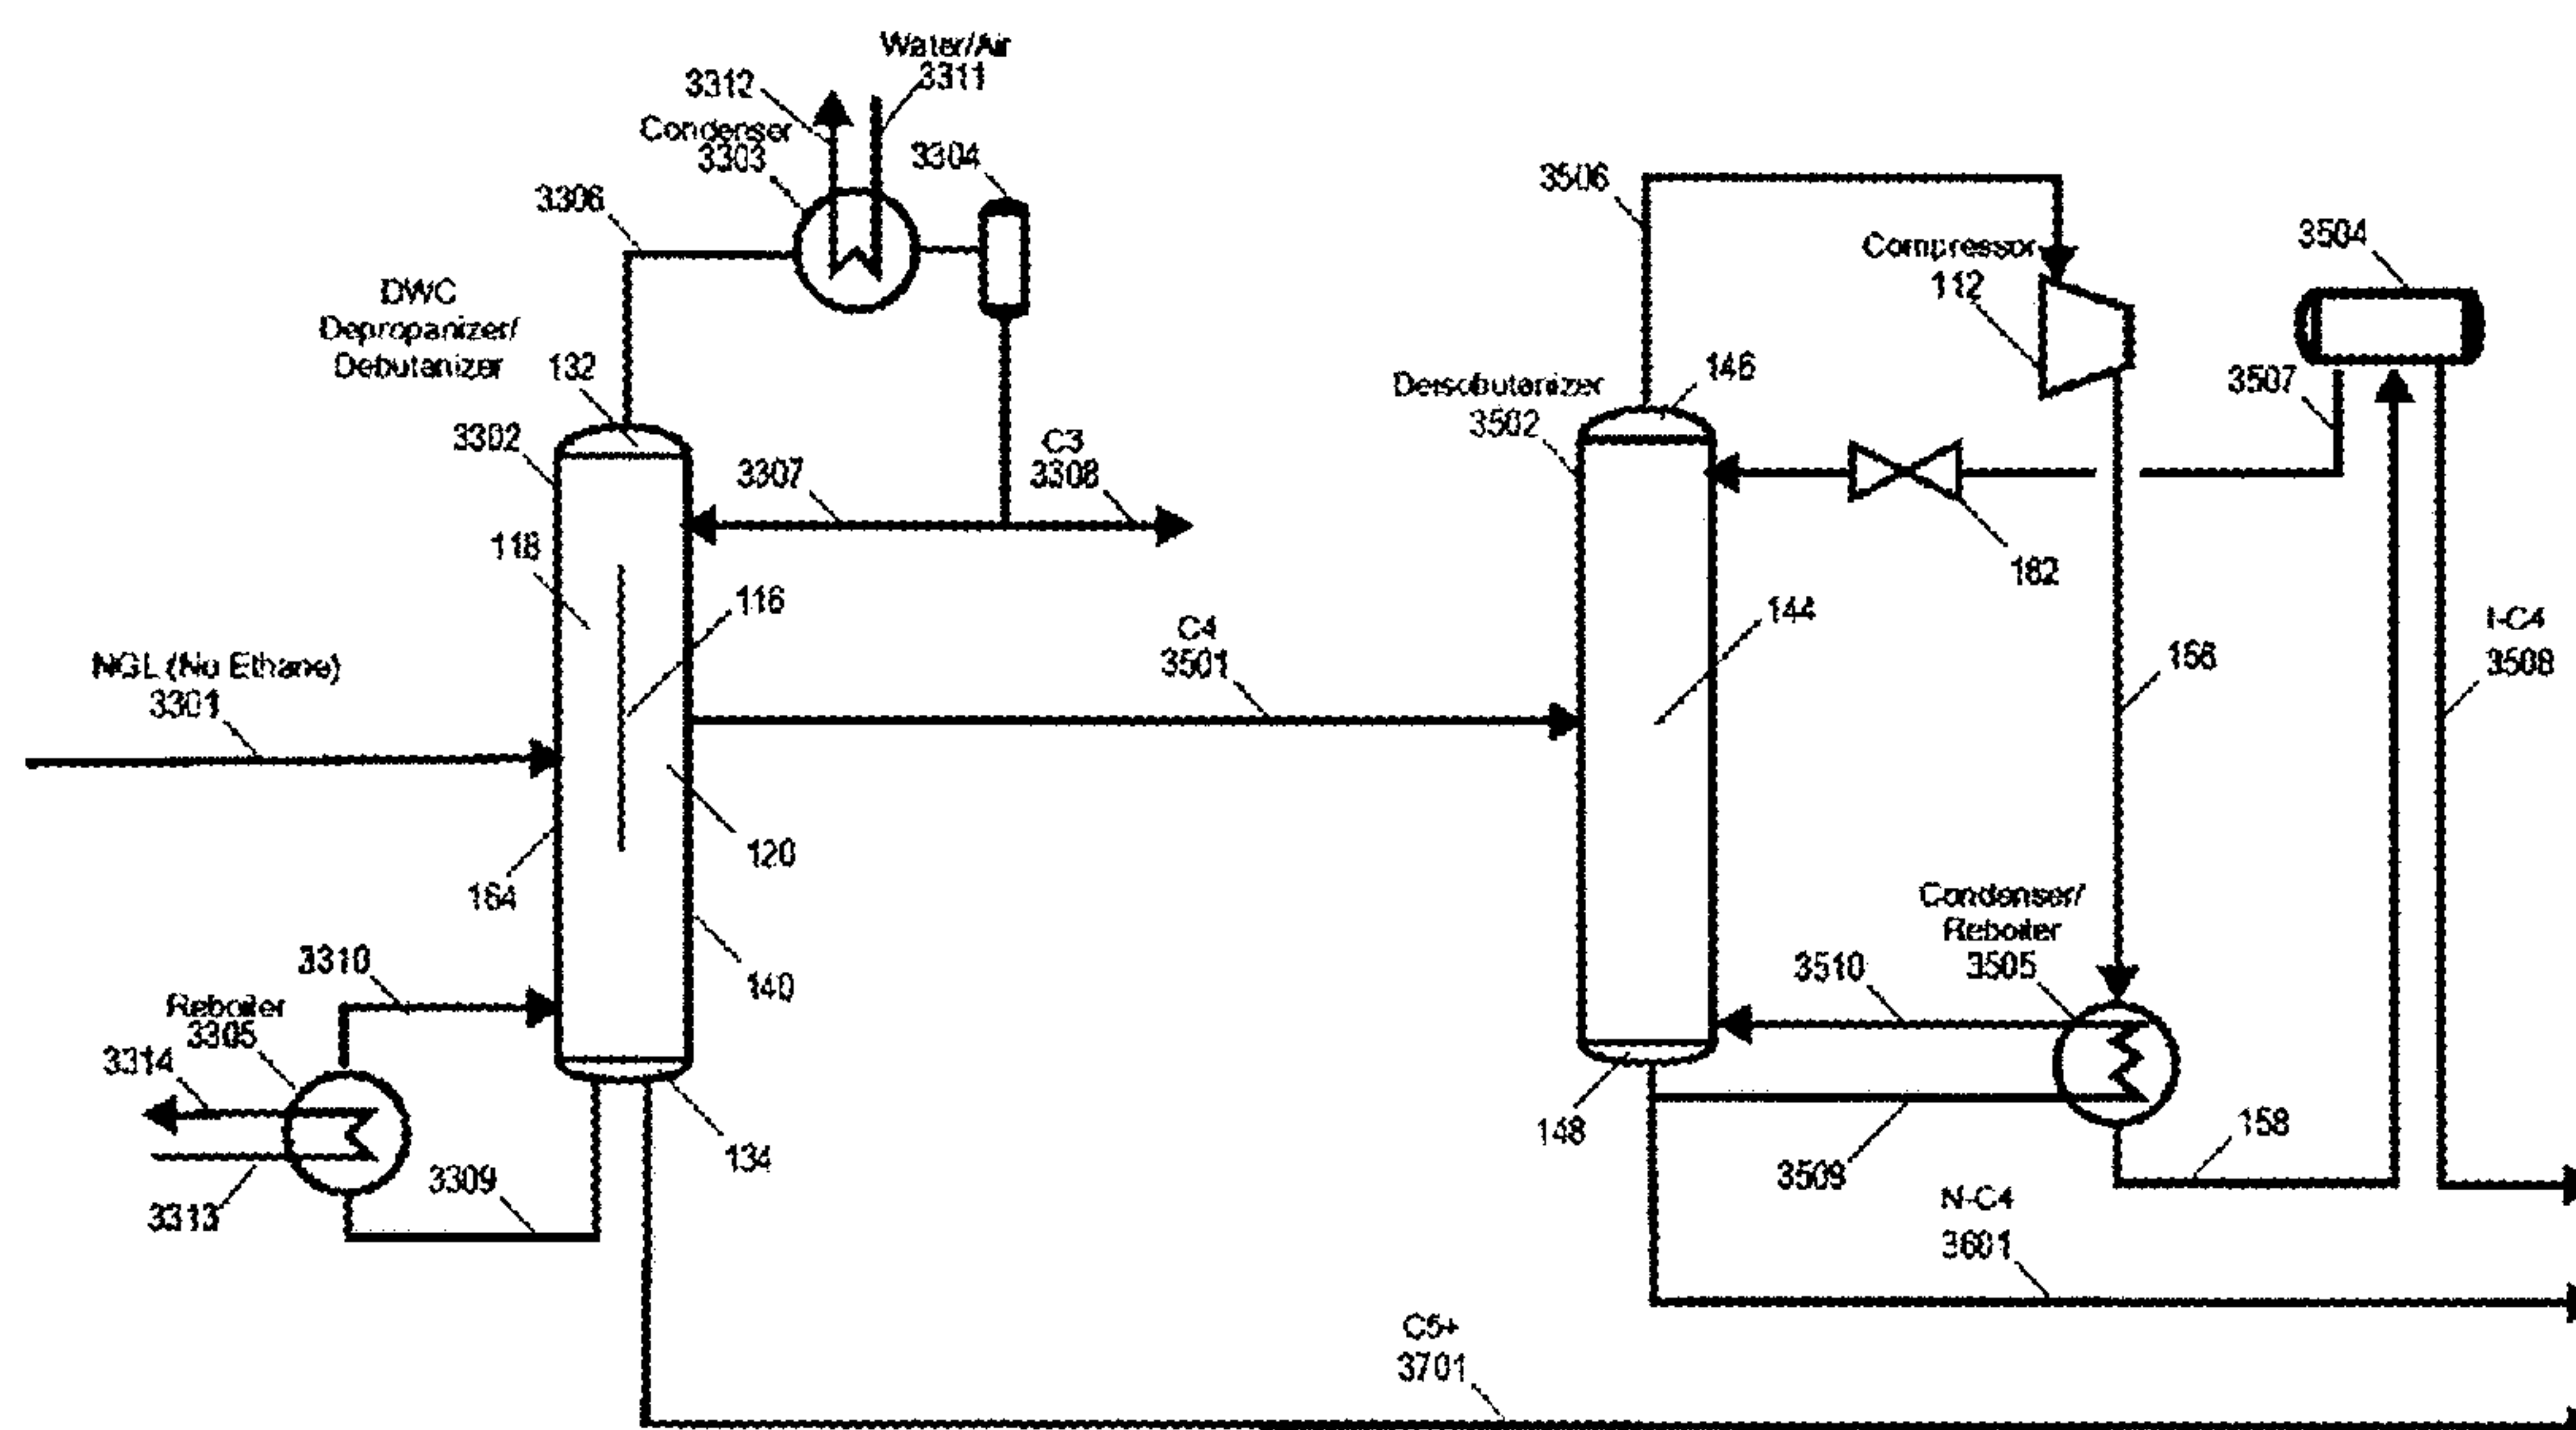 Water/Air
3311
3312
Condenser
3303
3304
3306
DWC
Depropanizer/
Debutanizer
132
3302
C3
3307
3308
118
116
NGL (No Ethane)
3301
C4
3501
120
164
140
3310
Reboiler
3305
3314
3313
3309
134
3506
Compressor
112
3504
3507
Deisobutanizer
3502
146
162
144
I-C4
3508
156
Condenser/
Reboiler
3505
3510
148
3509
158
N-C4
3601
C5+
3701